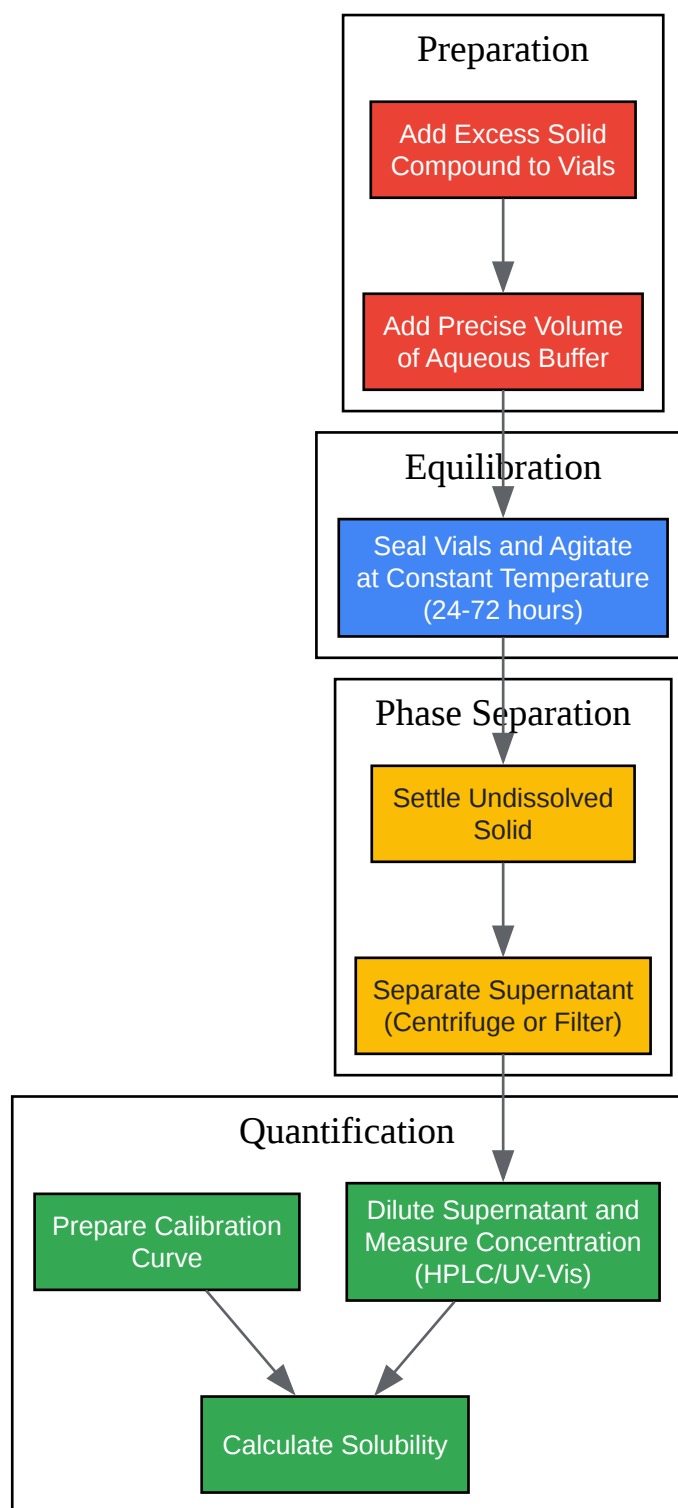 Preparation
Add Excess Solid
Compound to Vials
Add Precise Volume
of Aqueous Buffer
Equilibration
Seal Vials and Agitate
at Constant Temperature
(24-72 hours)
Phase Separation
Settle Undissolved
Solid
Separate Supernatant
(Centrifuge or Filter)
Quantification
Prepare Calibration
Curve
Dilute Supernatant and
Measure Concentration
(HPLC/UV-Vis)
Calculate Solubility